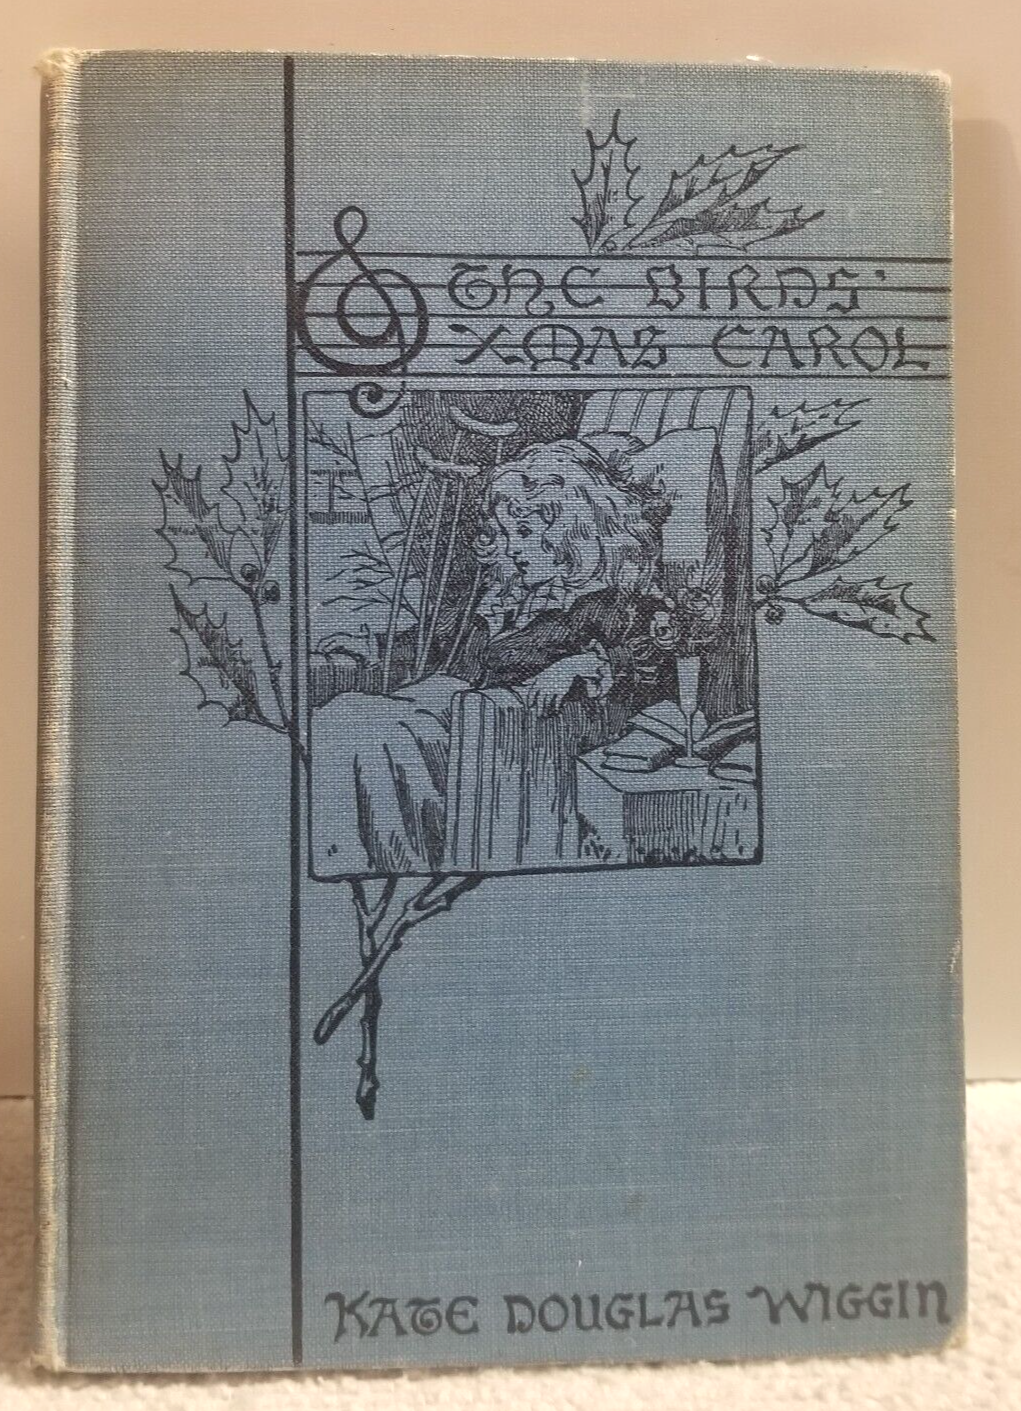 THE BIRDS'
XMAS CAROL
KATE DOUGLAS WIGGIN